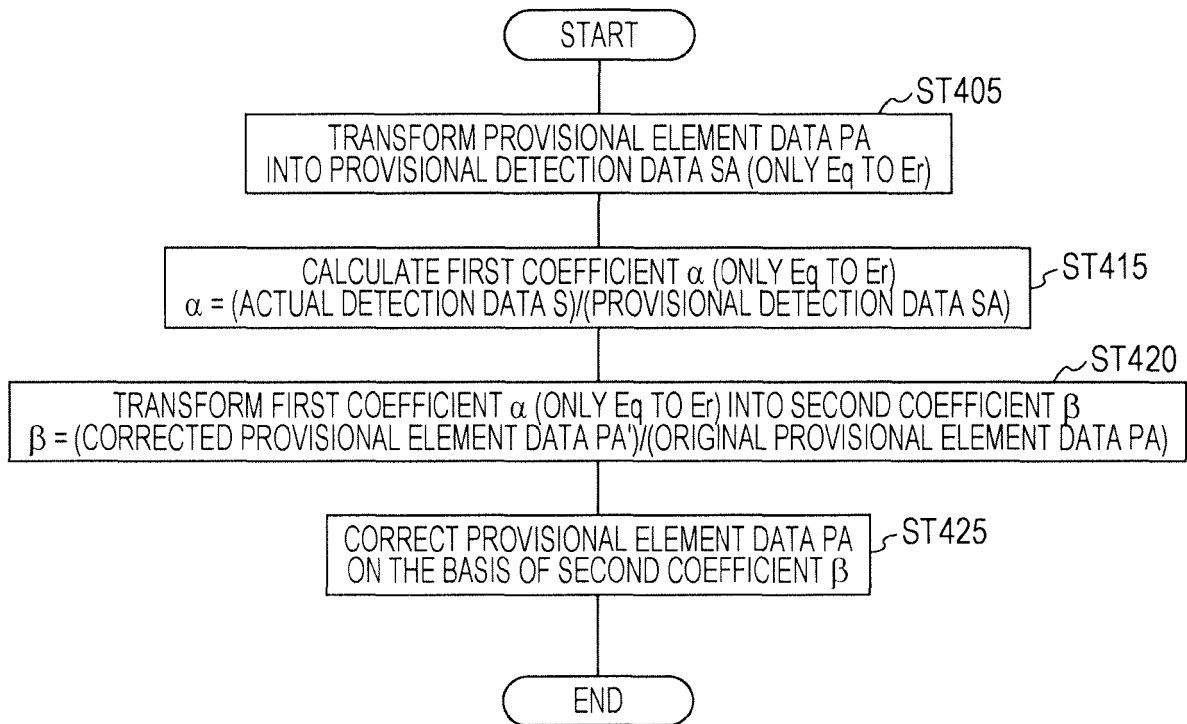 START
ST405
TRANSFORM PROVISIONAL ELEMENT DATA PA
INTO PROVISIONAL DETECTION DATA SA (ONLY Eq TO Er)
ST415
CALCULATE FIRST COEFFICIENT α (ONLY Eq TO Er)
α = (ACTUAL DETECTION DATA S)/(PROVISIONAL DETECTION DATA SA)
ST420
TRANSFORM FIRST COEFFICIENT α (ONLY Eq TO Er) INTO SECOND COEFFICIENT β
β = (CORRECTED PROVISIONAL ELEMENT DATA PA')/(ORIGINAL PROVISIONAL ELEMENT DATA PA)
ST425
CORRECT PROVISIONAL ELEMENT DATA PA
ON THE BASIS OF SECOND COEFFICIENT β
END